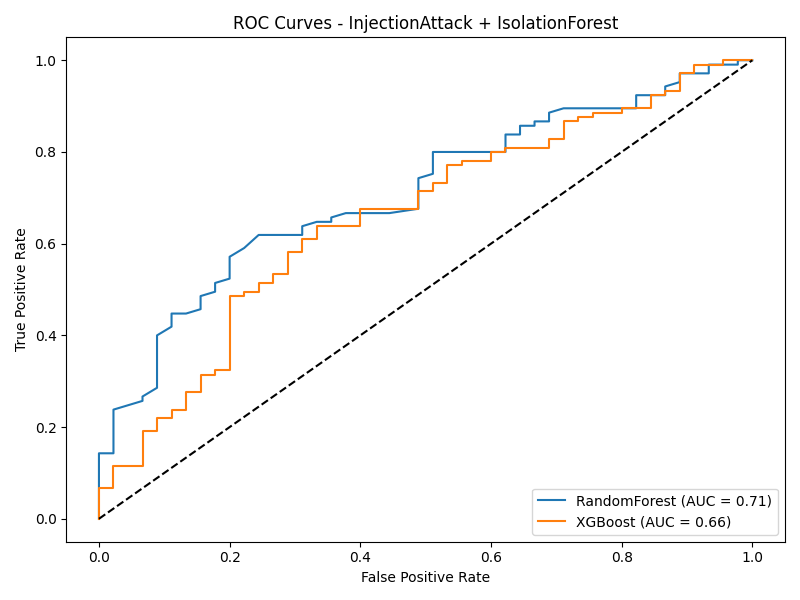 ROC Curves - InjectionAttack + IsolationForest
True Positive Rate
1.0
0.8
0.6
0.4
0.2
0.0
RandomForest (AUC = 0.71)
XGBoost (AUC = 0.66)
0.0 0.2 0.4 0.6 0.8 1.0
False Positive Rate